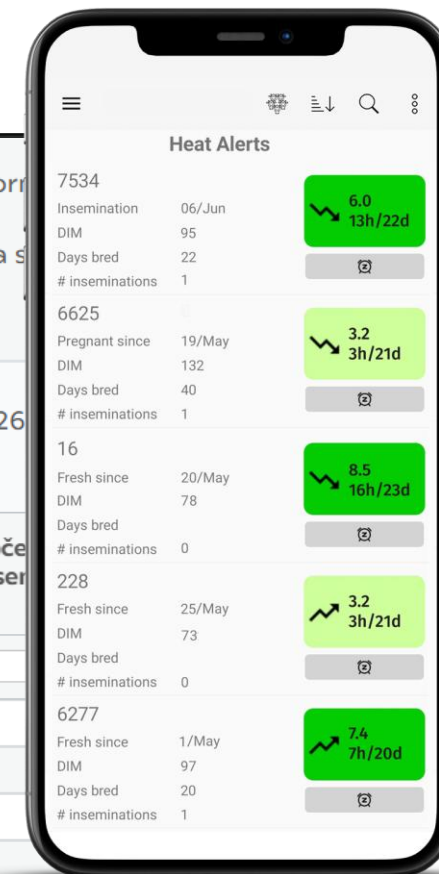 Heat Alerts
7534
Insemination 06/Jun
DIM 95
Days bred 22
# inseminations 1
6.0
13h/22d
6625
Pregnant since 19/May
DIM 132
Days bred 40
# inseminations 1
3.2
3h/21d
16
Fresh since 20/May
DIM 78
Days bred
# inseminations 0
8.5
16h/23d
228
Fresh since 25/May
DIM 73
Days bred
# inseminations 0
3.2
3h/21d
6277
Fresh since 1/May
DIM 97
Days bred 20
# inseminations 1
7.4
7h/20d